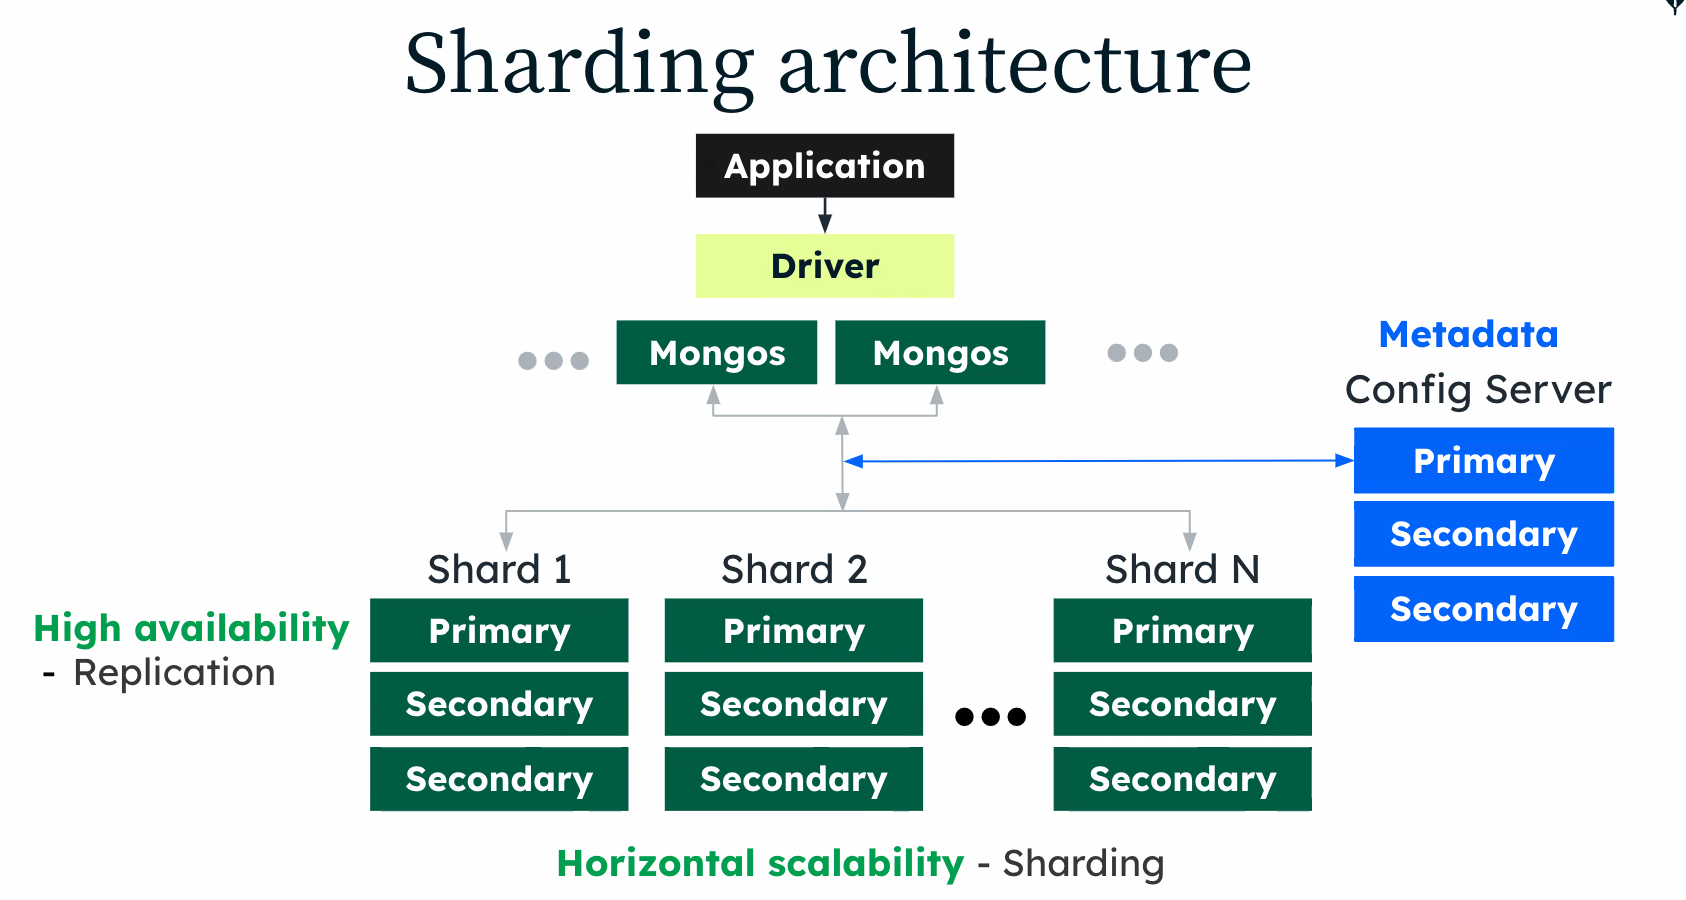 Sharding architecture
Application
Driver
Mongos
Mongos
Metadata
Config Server
Primary
Secondary
Secondary
Shard 1
Shard 2
Shard N
High availability
- Replication
Primary
Primary
Primary
Secondary
Secondary
Secondary
Secondary
Secondary
Secondary
Horizontal scalability - Sharding